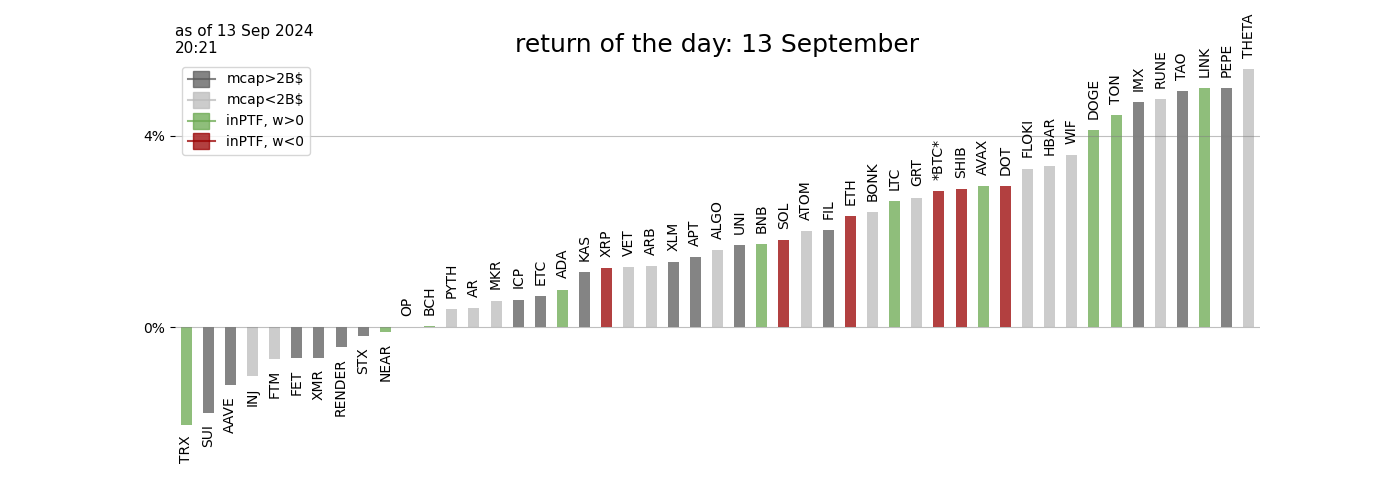 as of 13 Sep 2024
20:21
return of the day: 13 September
mcap>2B$
mcap<2B$
inPTF, w>0
inPTF, w<0
4%
0%
TRX
SUI
AAVE
INJ
FTM
FET
XMR
RENDER
STX
NEAR
OP
BCH
PYTH
AR
MKR
ICP
ETC
ADA
KAS
XRP
VET
ARB
XLM
APT
ALGO
UNI
BNB
SOL
ATOM
FIL
ETH
BONK
LTC
GRT
*BTC*
SHIB
AVAX
DOT
FLOKI
HBAR
WIF
DOGE
TON
IMX
RUNE
TAO
LINK
PEPE
THETA